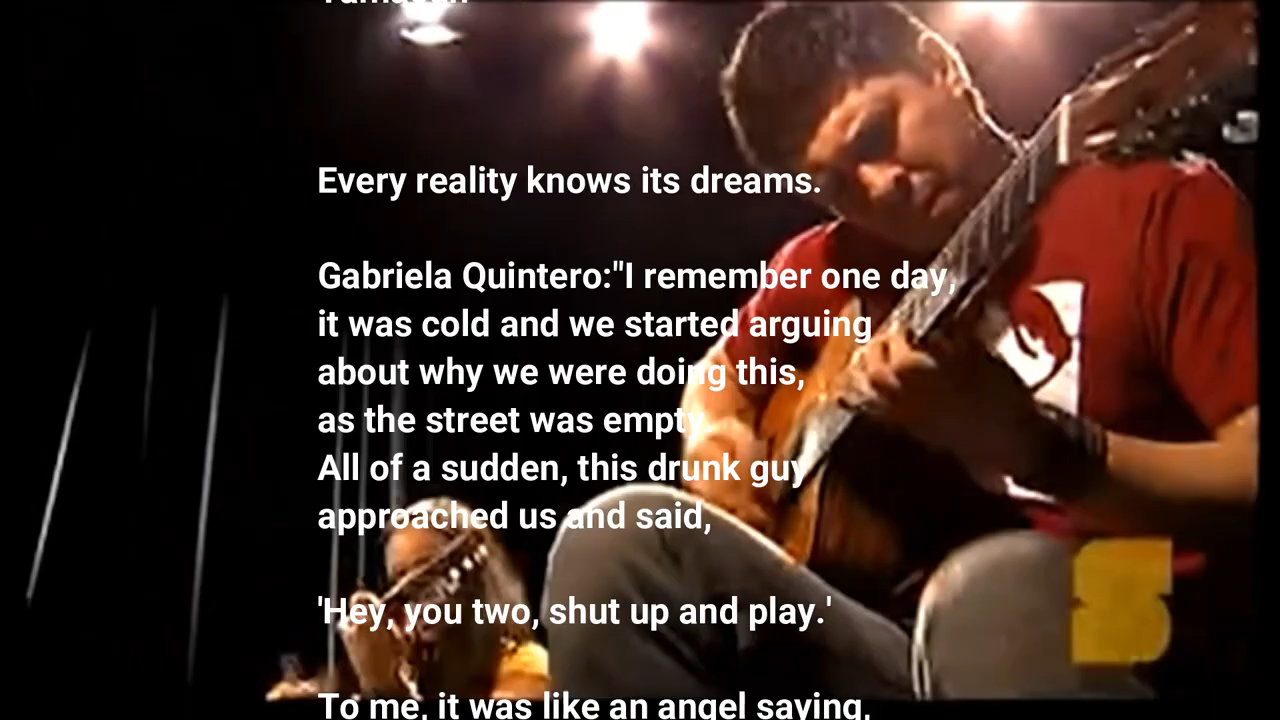 Every reality knows its dreams.
Gabriela Quintero:"I remember one day,
it was cold and we started arguing
about why we were doing this,
as the street was empty.
All of a sudden, this drunk guy
approached us and said,
'Hey, you two, shut up and play.'
To me, it was like an angel saying,
S